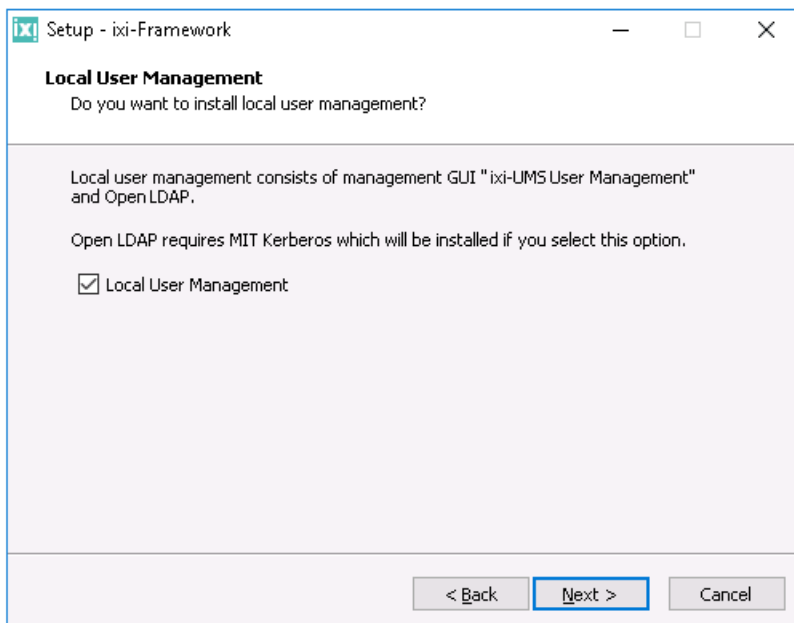 ixi Setup - ixi-Framework
Local User Management
Do you want to install local user management?
Local user management consists of management GUI "ixi-UMS User Management"
and Open LDAP.
Open LDAP requires MIT Kerberos which will be installed if you select this option.
Local User Management
< Back Next > Cancel